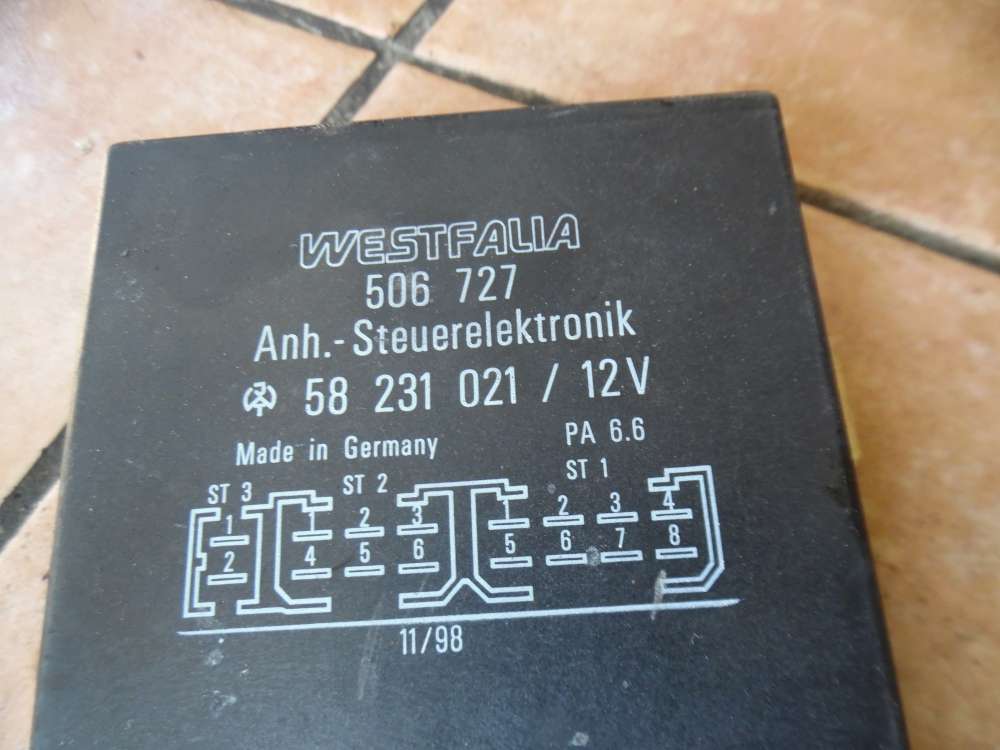 WESTFALIA
506 727
Anh.-Steuerelektronik
58 231 021 / 12V
Made in Germany PA 6.6
ST 3 ST 2 ST 1
1 1 2 3 1 2 3 4
2 4 5 6 5 6 7 8
11/98